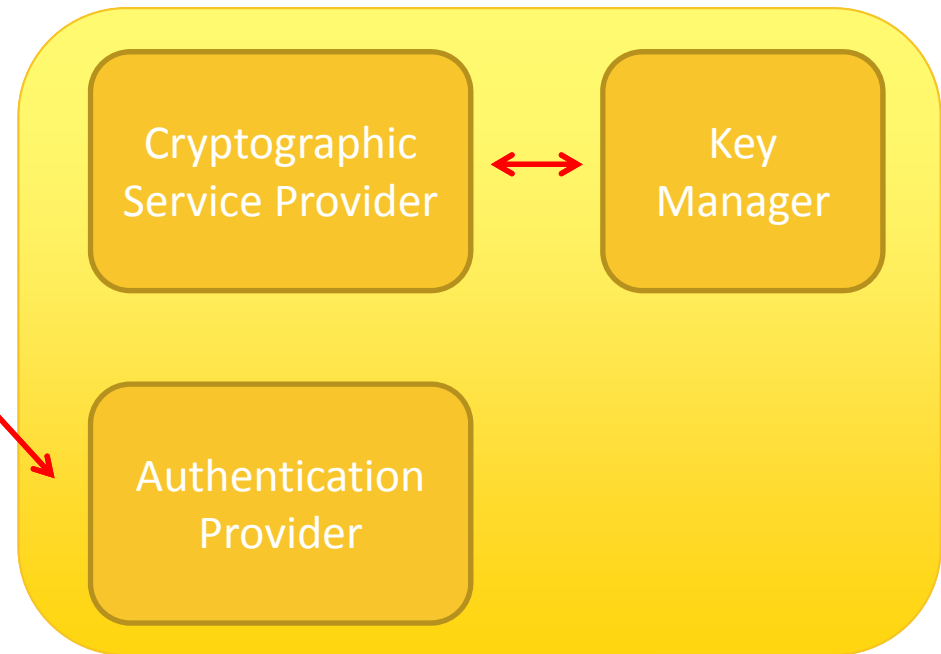 Cryptographic
Service Provider
Key
Manager
Authentication
Provider